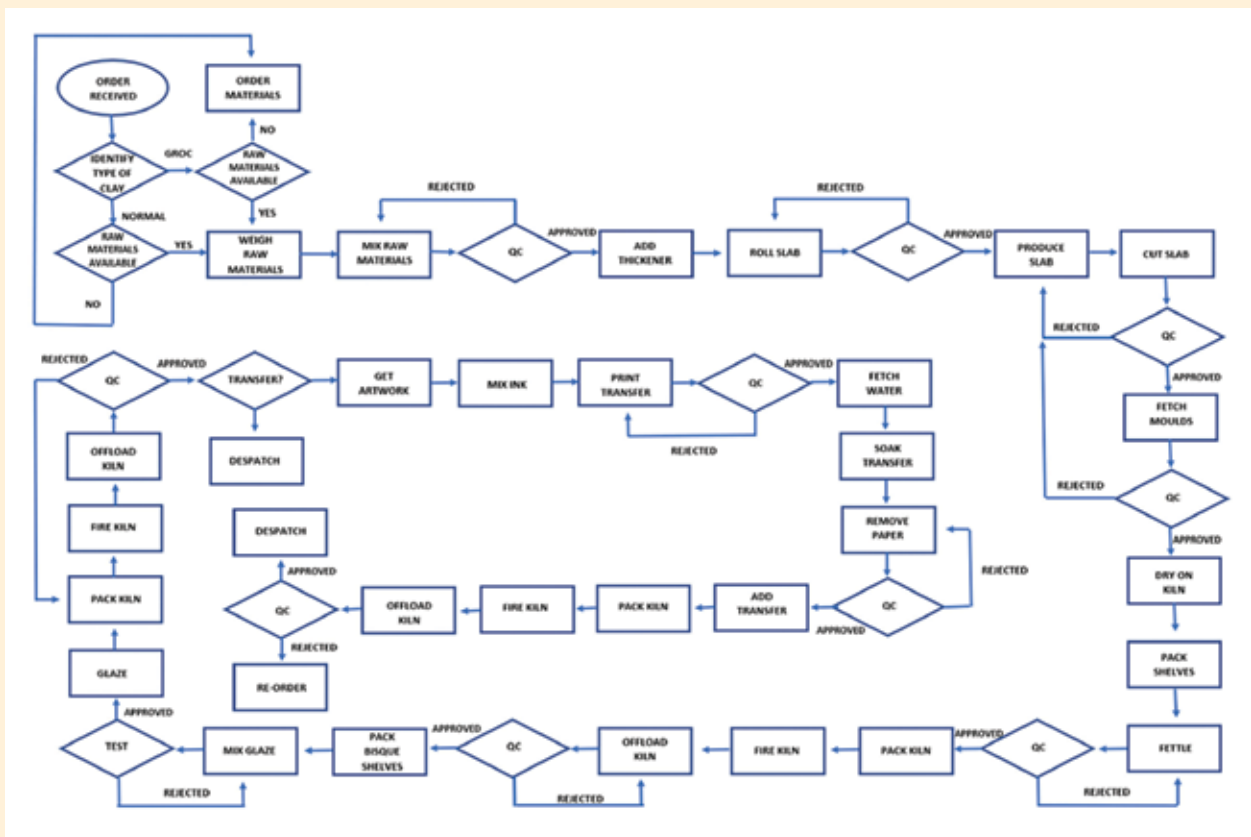 ORDER
RECEIVED
ORDER
MATERIALS
NO
IDENTIFY
TYPE OF
CLAY
GROC
RAW
MATERIALS
AVAILABLE
NORMAL
YES
RAW
MATERIALS
AVAILABLE
YES
NO
WEIGH
RAW
MATERIALS
MIX RAW
MATERIALS
REJECTED
QC
APPROVED
ADD
THICKENER
ROLL SLAB
REJECTED
QC
APPROVED
PRODUCE
SLAB
CUT SLAB
REJECTED
QC
APPROVED
FETCH
MOULDS
REJECTED
QC
APPROVED
DRY ON
KILN
PACK
SHELVES
FETTLE
QC
REJECTED
APPROVED
PACK KILN
FIRE KILN
OFFLOAD
KILN
QC
REJECTED
APPROVED
PACK
BISQUE
SHELVES
MIX GLAZE
TEST
REJECTED
APPROVED
GLAZE
PACK KILN
FIRE KILN
OFFLOAD
KILN
REJECTED
QC
APPROVED
TRANSFER?
DESPATCH
GET
ARTWORK
MIX INK
PRINT
TRANSFER
QC
REJECTED
APPROVED
FETCH
WATER
SOAK
TRANSFER
REMOVE
PAPER
REJECTED
QC
APPROVED
ADD
TRANSFER
PACK KILN
FIRE KILN
OFFLOAD
KILN
QC
APPROVED
DESPATCH
REJECTED
RE-ORDER